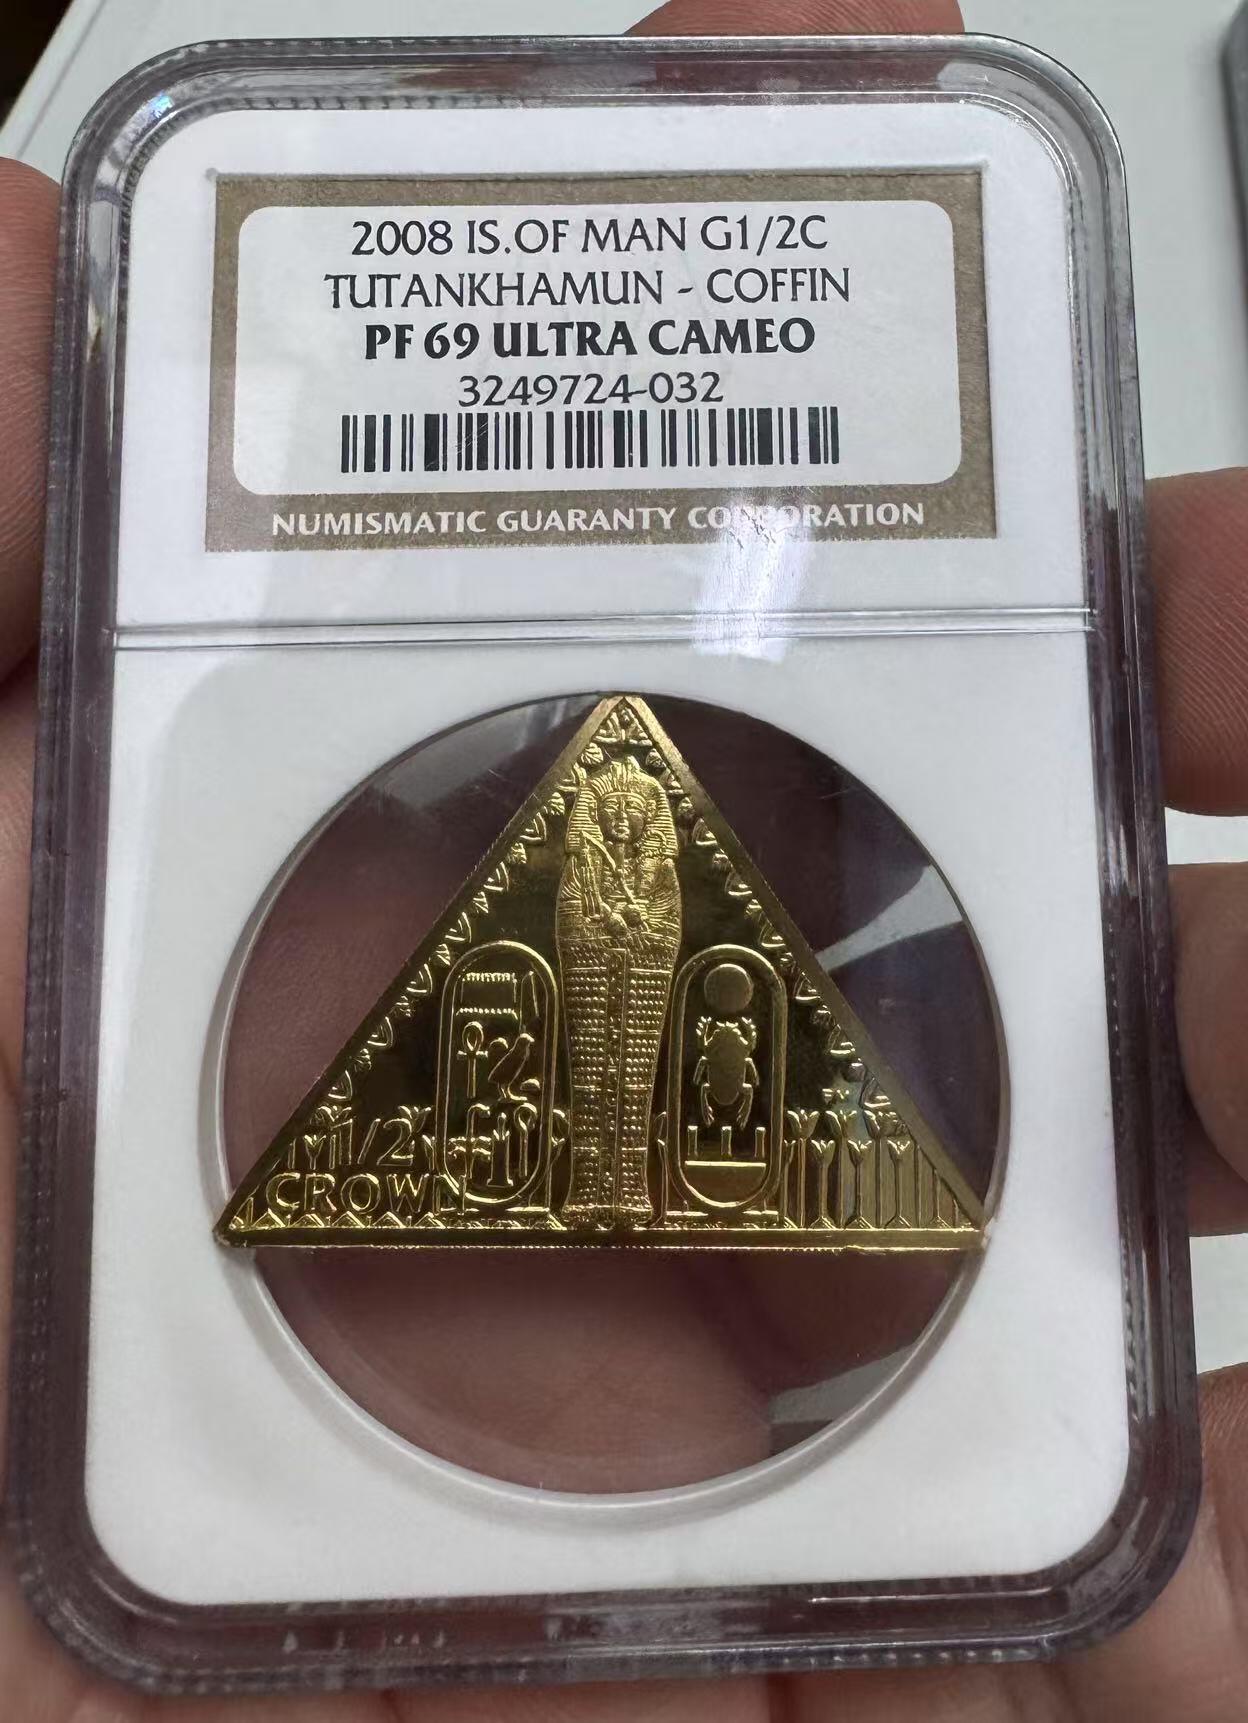 2008 IS.OF MAN G1/2C
TUTANKHAMUN - COFFIN
PF 69 ULTRA CAMEO
3249724-032
NUMISMATIC GUARANTY CORPORATION
1/2
CROWN